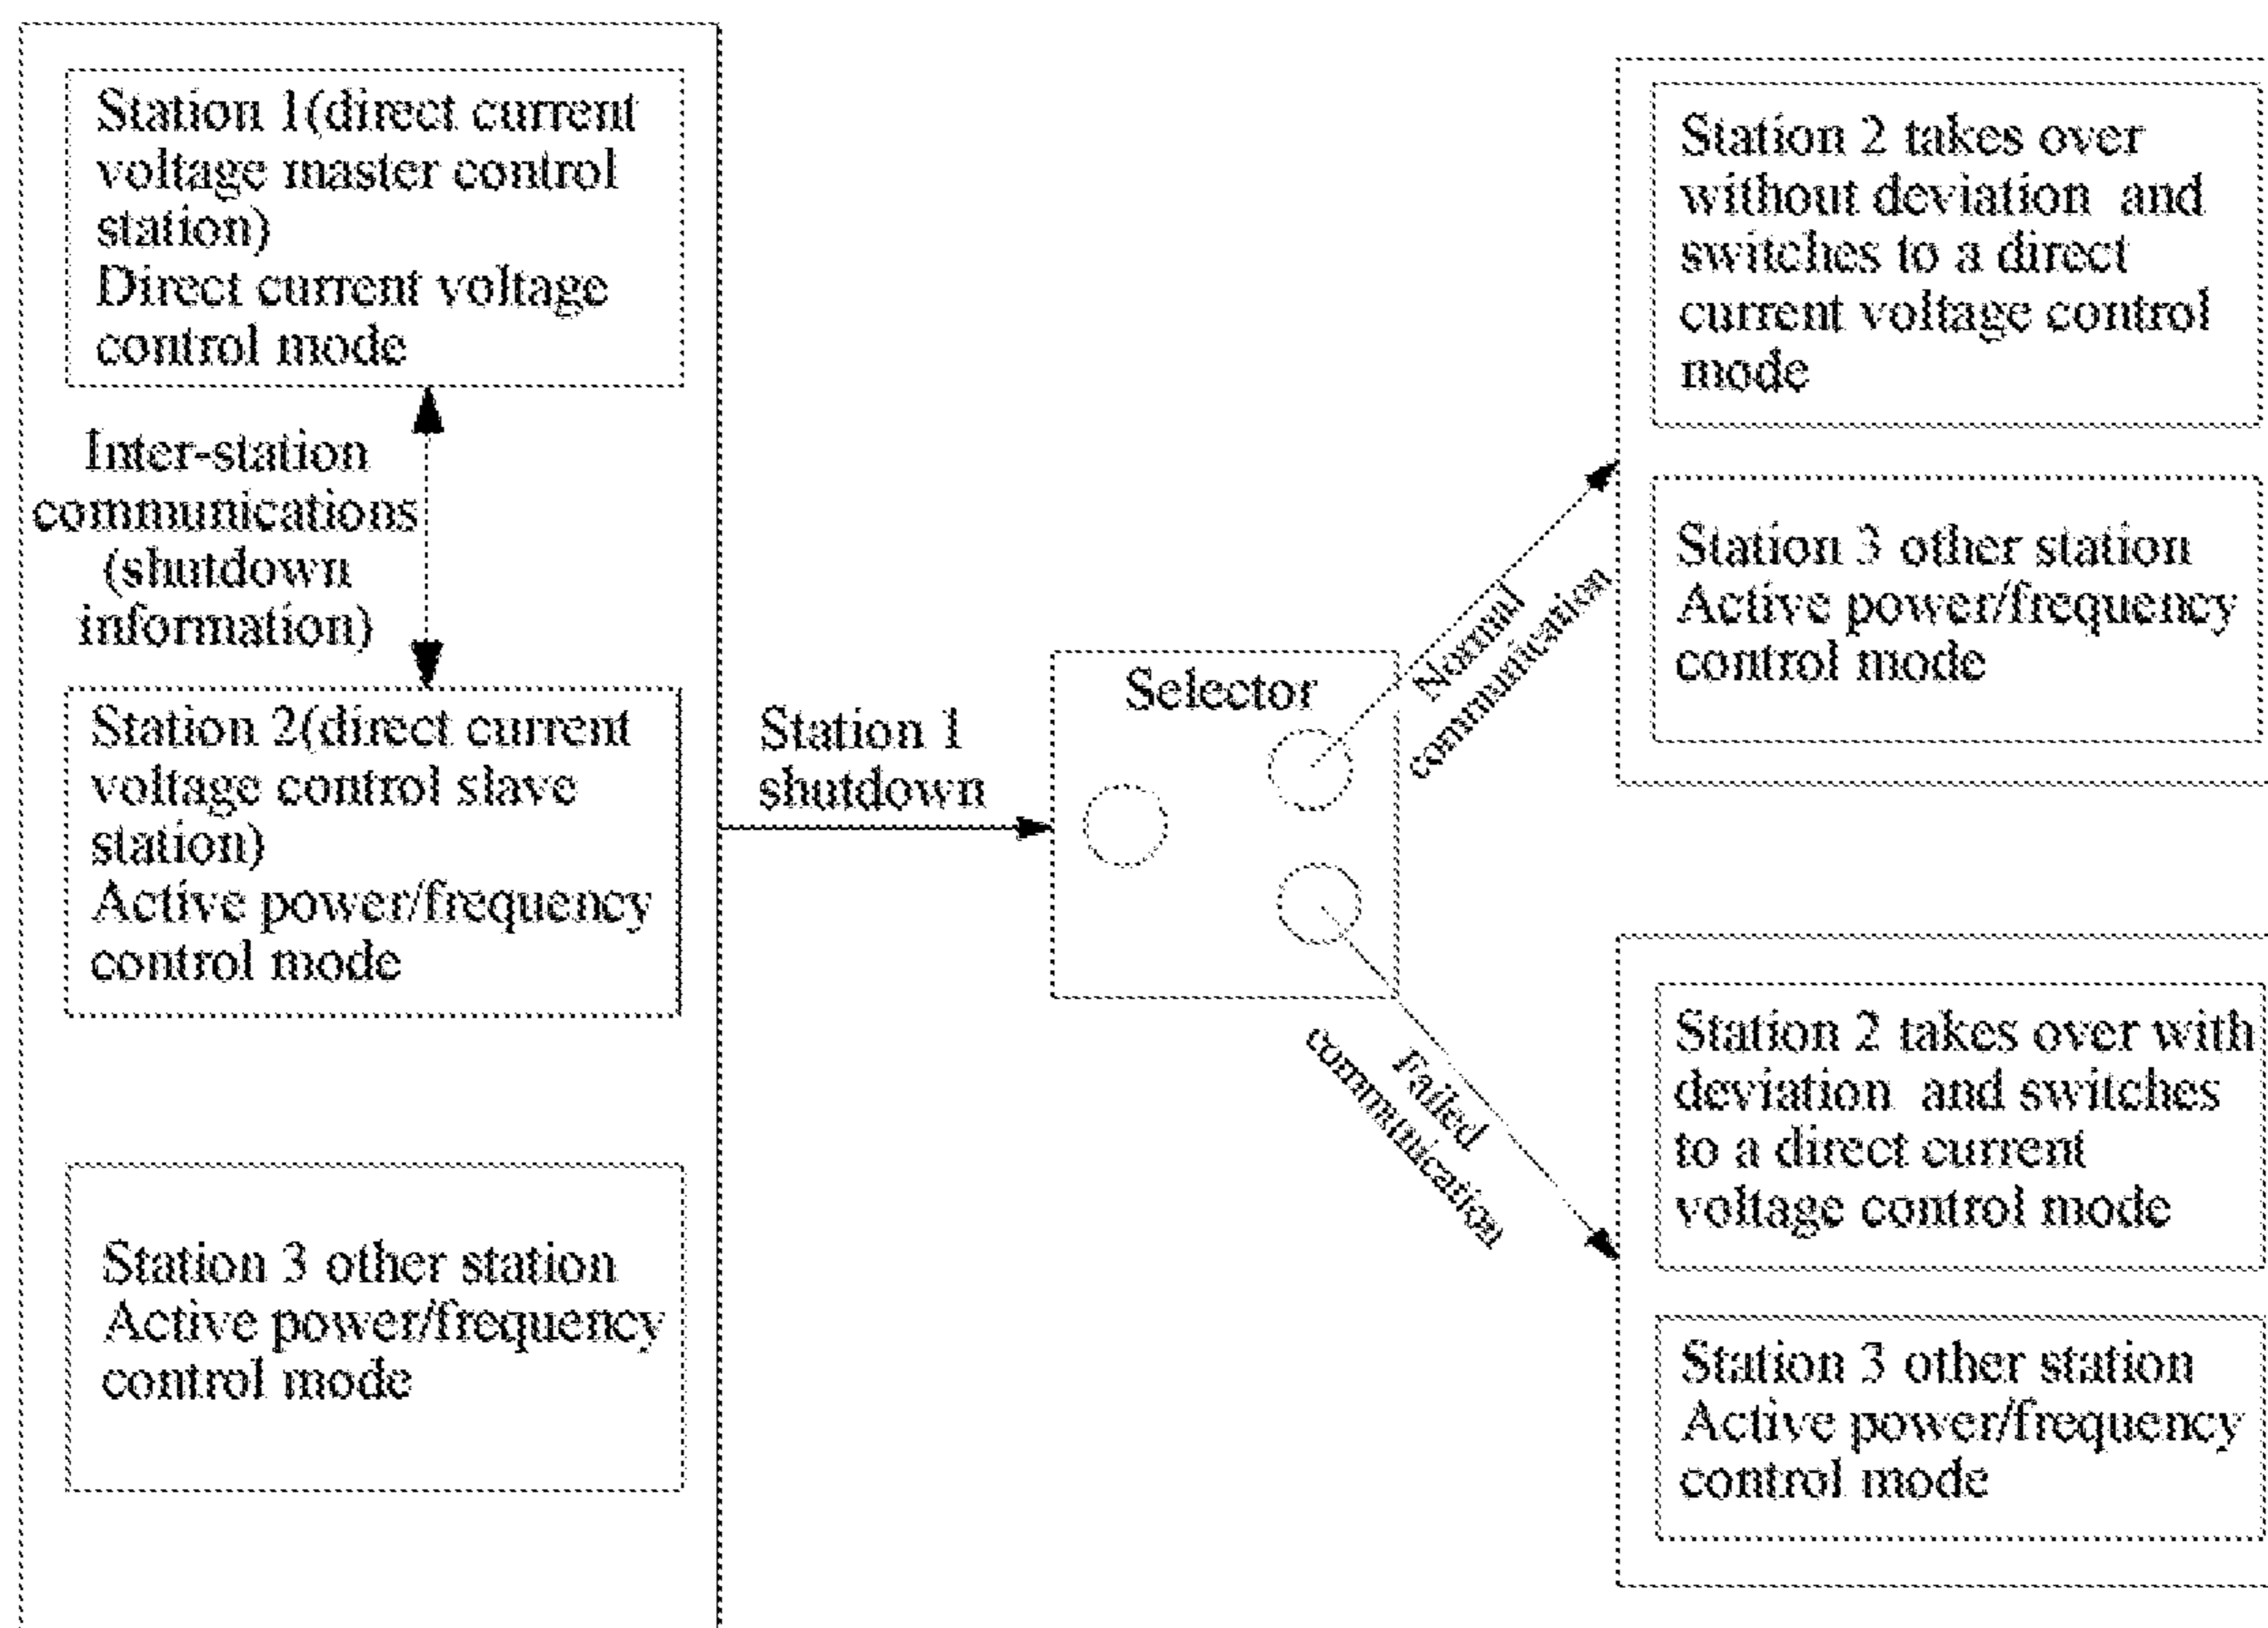 Station 1(direct current
voltage master control
station)
Direct current voltage
control mode
Inter-station
communications
(shutdown
information)
Station 2(direct current
voltage control slave
station)
Active power/frequency
control mode
Station 3 other station
Active power/frequency
control mode
Station 1
shutdown
Selector
Normal
communication
Failed
communication
Station 2 takes over
without deviation and
switches to a direct
current voltage control
mode
Station 3 other station
Active power/frequency
control mode
Station 2 takes over with
deviation and switches
to a direct current
voltage control mode
Station 3 other station
Active power/frequency
control mode